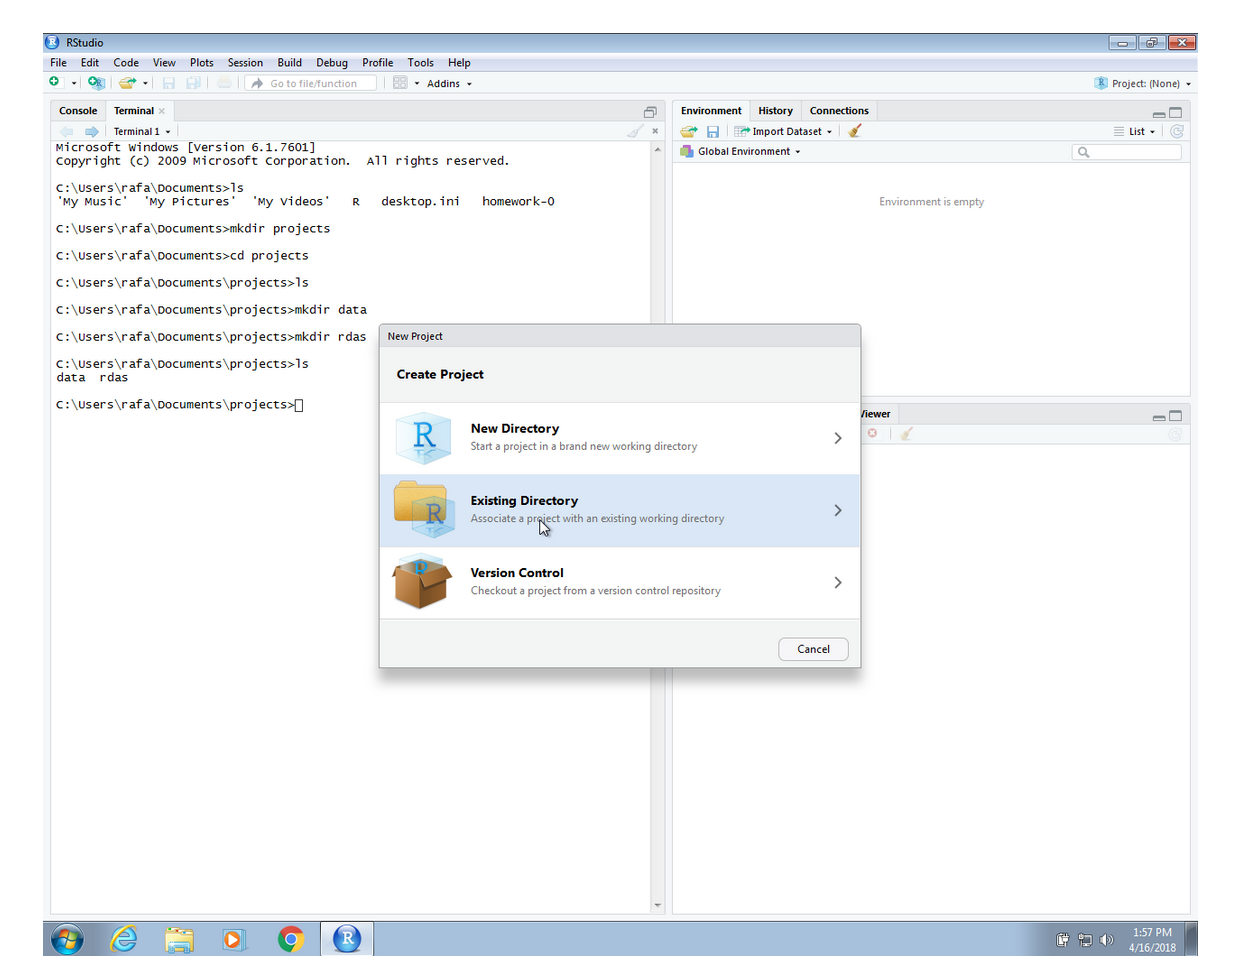 RStudio
File Edit Code View Plots Session Build Debug Profile Tools Help
Go to file/function Addins Project: (None)
Console Terminal
Terminal 1
Microsoft Windows [Version 6.1.7601]
Copyright (c) 2009 Microsoft Corporation. All rights reserved.
C:\Users\rafa\Documents>ls
'My Music' 'My Pictures' 'My Videos' R desktop.ini homework-0
C:\Users\rafa\Documents>mkdir projects
C:\Users\rafa\Documents>cd projects
C:\Users\rafa\Documents\projects>ls
C:\Users\rafa\Documents\projects>mkdir data
C:\Users\rafa\Documents\projects>mkdir rdas
C:\Users\rafa\Documents\projects>ls
data rdas
C:\Users\rafa\Documents\projects>
Environment History Connections
Import Dataset List
Global Environment
Environment is empty
Viewer
New Project
Create Project
New Directory
Start a project in a brand new working directory
Existing Directory
Associate a project with an existing working directory
Version Control
Checkout a project from a version control repository
Cancel
1:57 PM
4/16/2018